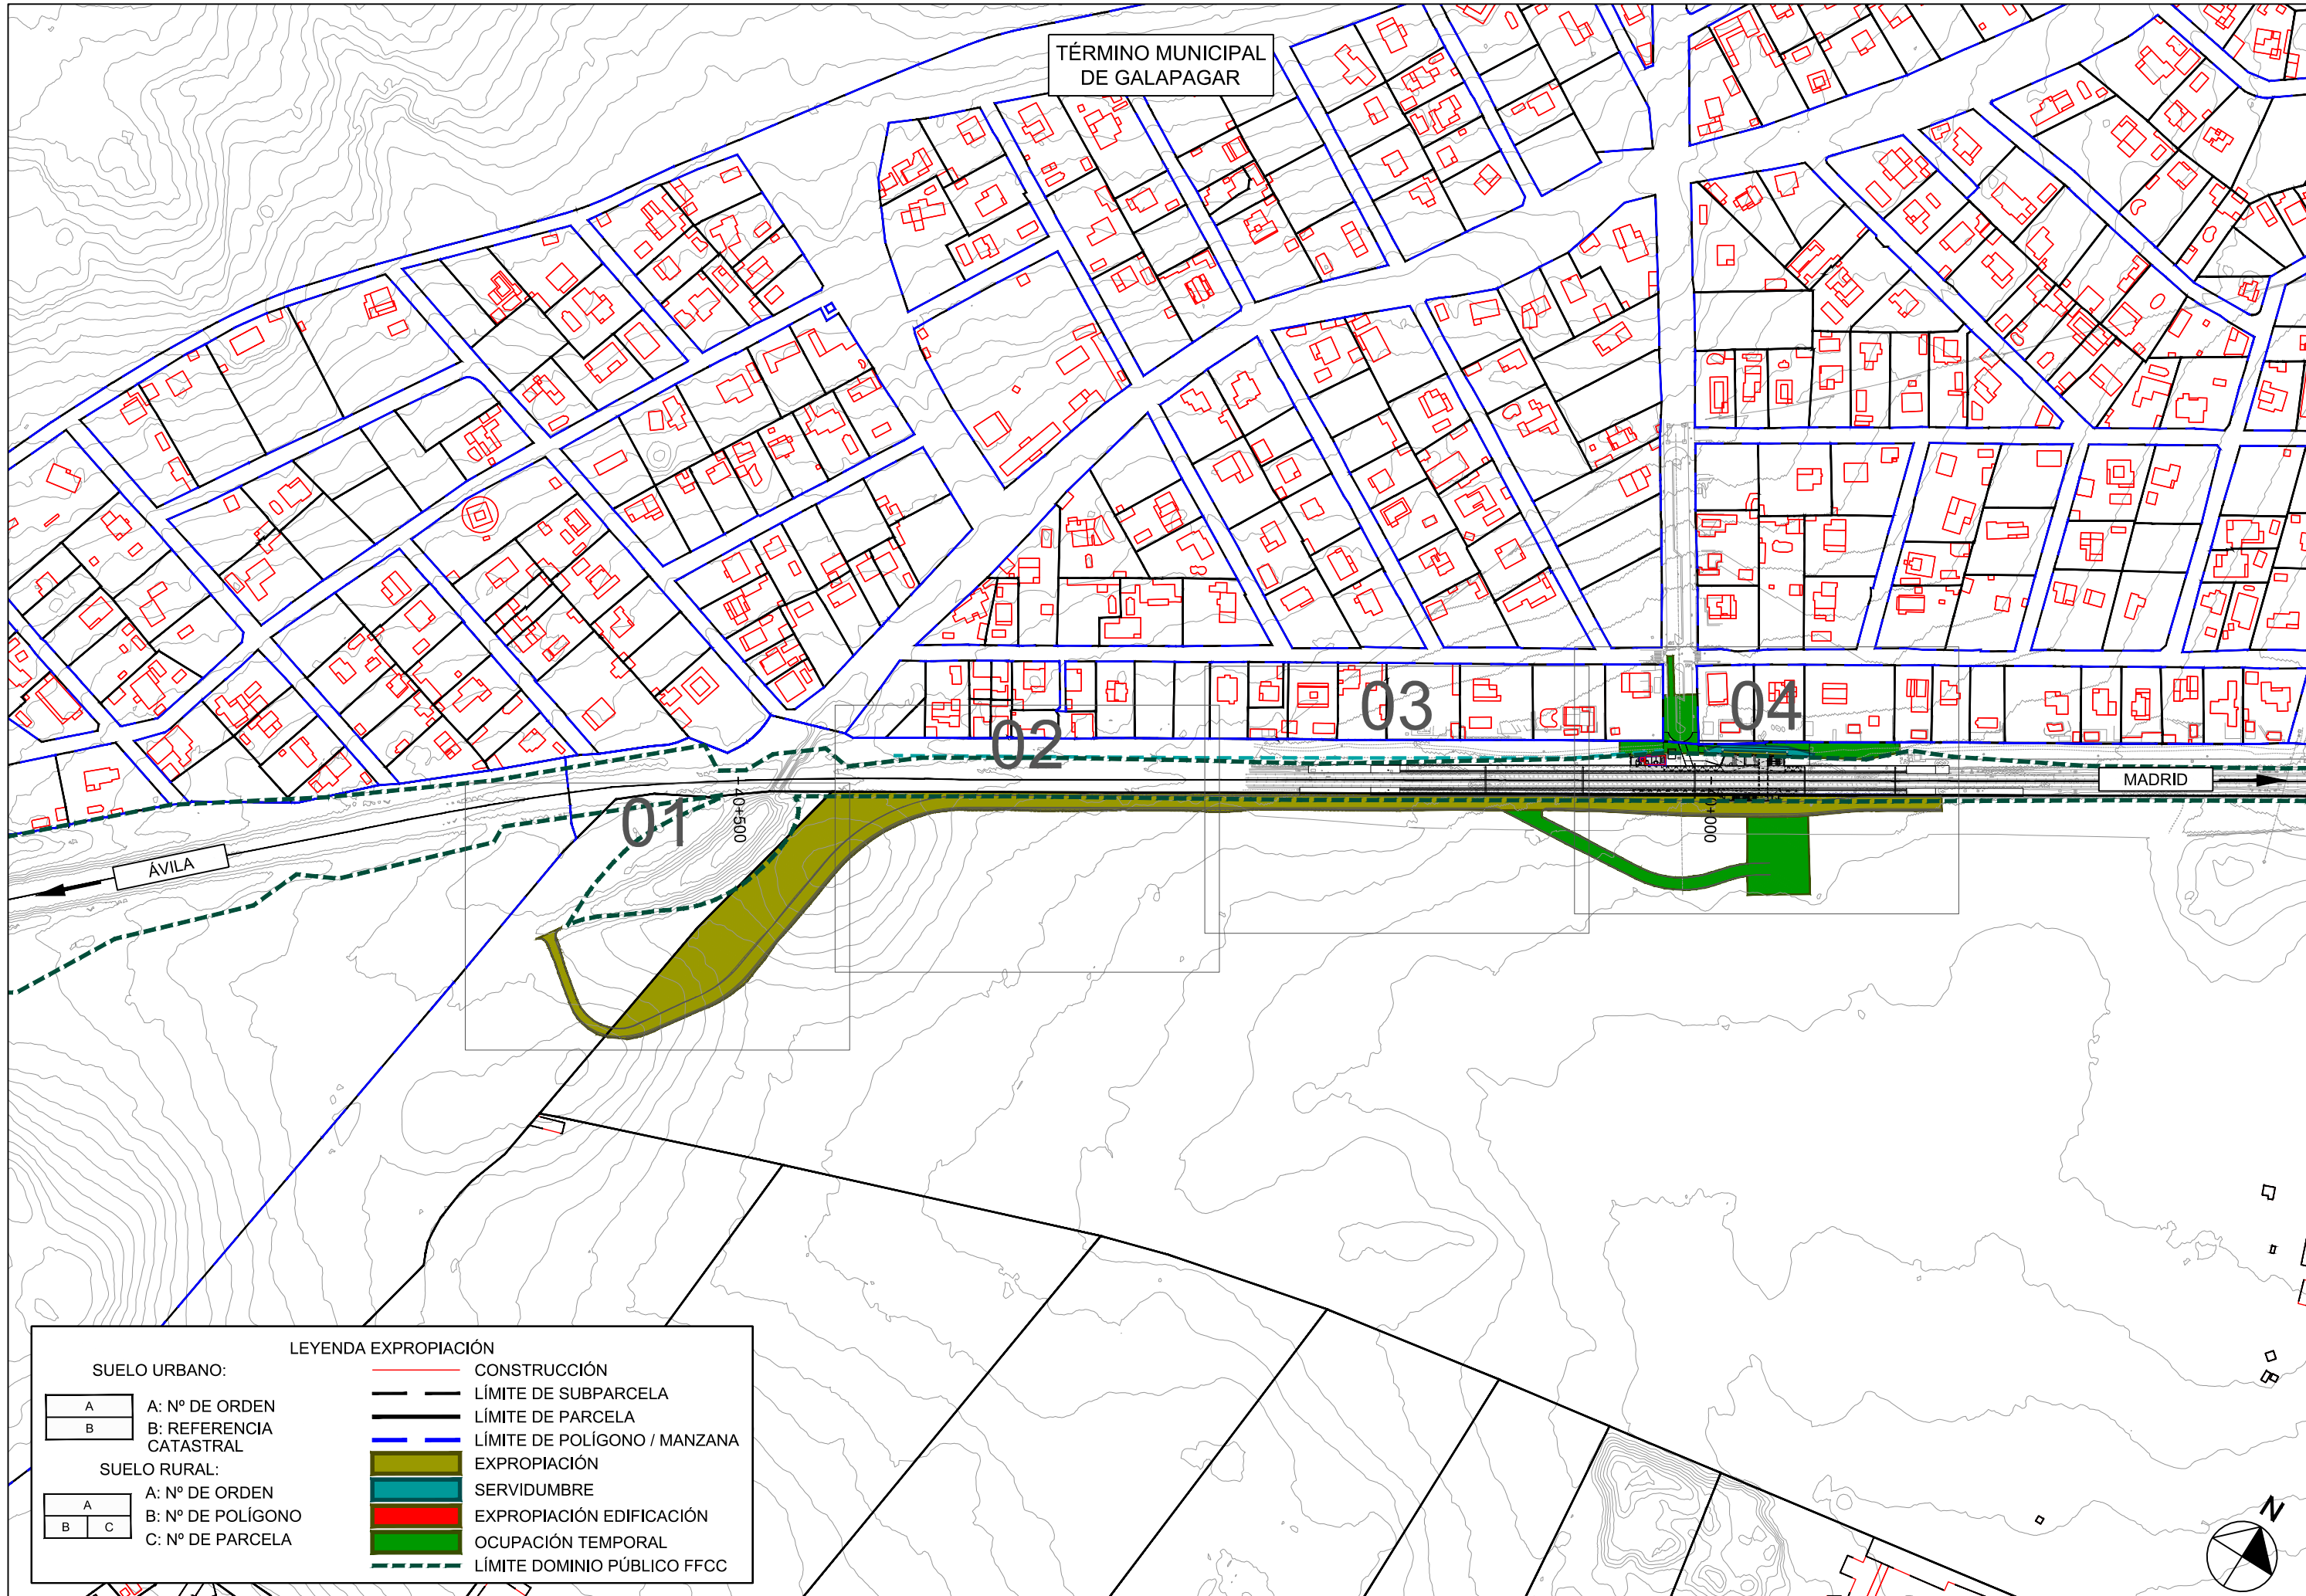 TÉRMINO MUNICIPAL
DE GALAPAGAR
03
04
02
01
40+500
40+000
MADRID
ÁVILA
LEYENDA EXPROPIACIÓN
SUELO URBANO:
A
B
A: Nº DE ORDEN
B: REFERENCIA
CATASTRAL
SUELO RURAL:
A
B C
A: Nº DE ORDEN
B: Nº DE POLÍGONO
C: Nº DE PARCELA
CONSTRUCCIÓN
LÍMITE DE SUBPARCELA
LÍMITE DE PARCELA
LÍMITE DE POLÍGONO / MANZANA
EXPROPIACIÓN
SERVIDUMBRE
EXPROPIACIÓN EDIFICACIÓN
OCUPACIÓN TEMPORAL
LÍMITE DOMINIO PÚBLICO FFCC
N